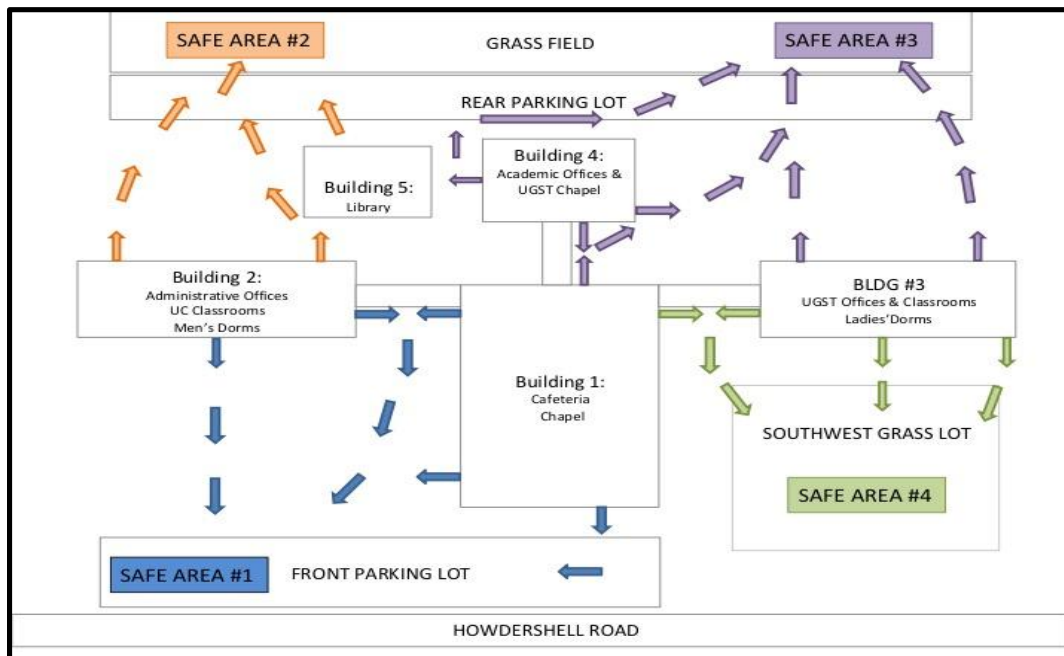 SAFE AREA #2
GRASS FIELD
SAFE AREA #3
REAR PARKING LOT
Building 4:
Academic Offices &
UGST Chapel
Building 5:
Library
Building 2:
Administrative Offices
UC Classrooms
Men's Dorms
BLDG #3
UGST Offices & Classrooms
Ladies'Dorms
Building 1:
Cafeteria
Chapel
SOUTHWEST GRASS LOT
SAFE AREA #4
SAFE AREA #1
FRONT PARKING LOT
HOWDERSHELL ROAD